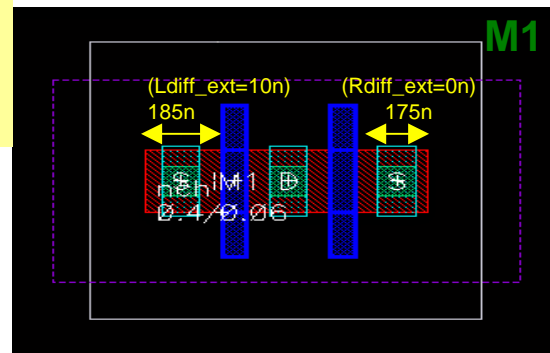 M1
(Ldiff_ext=10n) (Rdiff_ext=0n)
185n 175n
S D S
nch M1
0.4/0.06